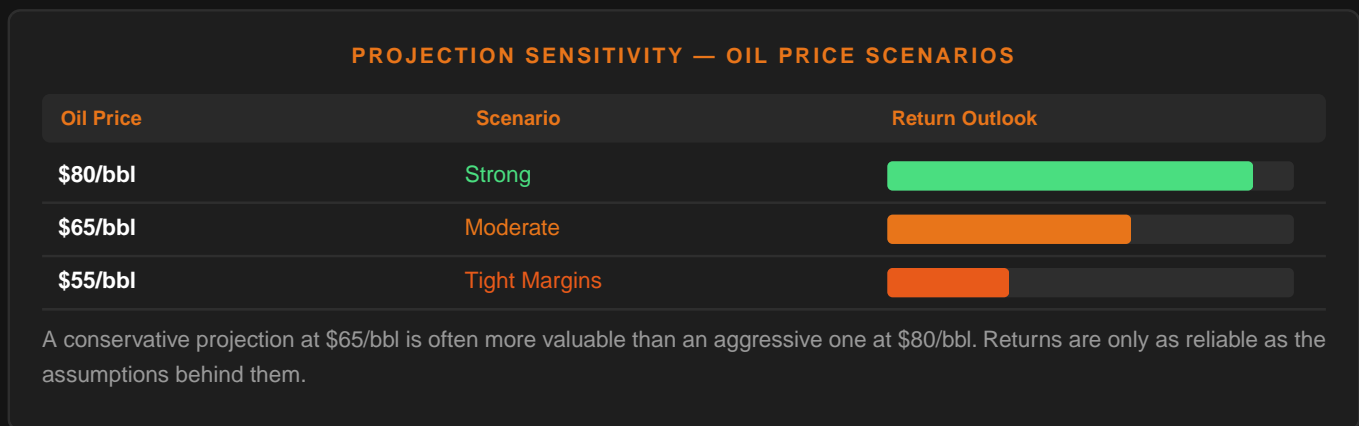 PROJECTION SENSITIVITY — OIL PRICE SCENARIOS
Oil Price Scenario Return Outlook
$80/bbl Strong
$65/bbl Moderate
$55/bbl Tight Margins
A conservative projection at $65/bbl is often more valuable than an aggressive one at $80/bbl. Returns are only as reliable as the
assumptions behind them.